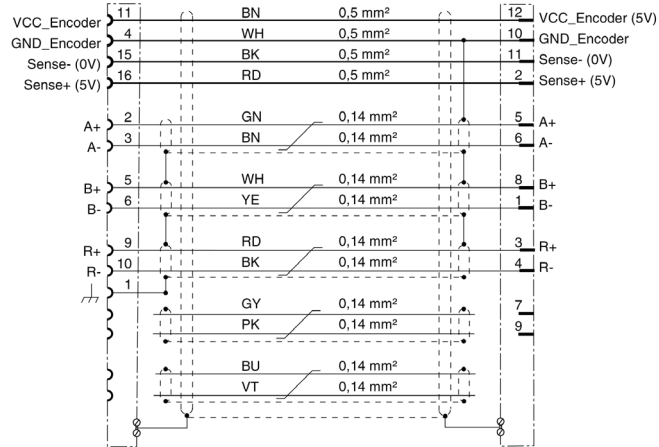 11 BN 0,5 mm² 12
VCC_Encoder VCC_Encoder (5V)
4 WH 0,5 mm² 10
GND_Encoder GND_Encoder
15 BK 0,5 mm² 11
Sense- (0V) Sense- (0V)
16 RD 0,5 mm² 2
Sense+ (5V) Sense+ (5V)
2 GN 0,14 mm² 5
A+ A+
3 BN 0,14 mm² 6
A- A-
5 WH 0,14 mm² 8
B+ B+
6 YE 0,14 mm² 1
B- B-
9 RD 0,14 mm² 3
R+ R+
10 BK 0,14 mm² 4
R- R-
1
GY 0,14 mm² 7
PK 0,14 mm² 9
BU 0,14 mm²
VT 0,14 mm²